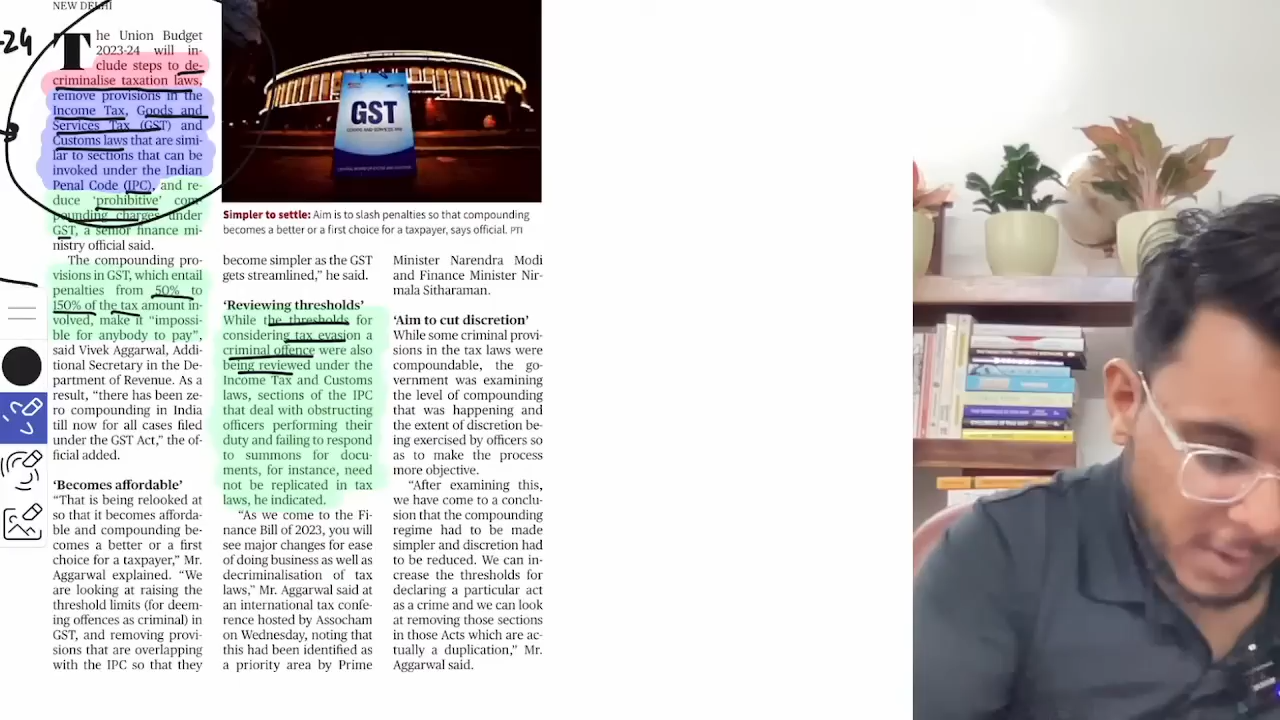 NEW DELHI
-24
The Union Budget
2023-24 will in-
clude steps to de-
criminalise taxation laws,
remove provisions in the
Income Tax, Goods and
Services Tax (GST) and
Customs laws that are simi-
lar to sections that can be
invoked under the Indian
Penal Code (IPC), and re-
duce ‘prohibitive’ com-
pounding charges under
GST, a senior finance mi-
nistry official said.
The compounding pro-
visions in GST, which entail
penalties from 50% to
150% of the tax amount in-
volved, make it “impossi-
ble for anybody to pay”,
said Vivek Aggarwal, Addi-
tional Secretary in the De-
partment of Revenue. As a
result, “there has been ze-
ro compounding in India
till now for all cases filed
under the GST Act,” the of-
ficial added.
‘Becomes affordable’
“That is being relooked at
so that it becomes afforda-
ble and compounding be-
comes a better or a first
choice for a taxpayer,” Mr.
Aggarwal explained. “We
are looking at raising the
threshold limits (for deem-
ing offences as criminal) in
GST, and removing provi-
sions that are overlapping
with the IPC so that they
GST
Simpler to settle: Aim is to slash penalties so that compounding
becomes a better or a first choice for a taxpayer, says official. PTI
become simpler as the GST
gets streamlined,” he said.
‘Reviewing thresholds’
While the thresholds for
considering tax evasion a
criminal offence were also
being reviewed under the
Income Tax and Customs
laws, sections of the IPC
that deal with obstructing
officers performing their
duty and failing to respond
to summons for docu-
ments, for instance, need
not be replicated in tax
laws, he indicated.
“As we come to the Fi-
nance Bill of 2023, you will
see major changes for ease
of doing business as well as
decriminalisation of tax
laws,” Mr. Aggarwal said at
an international tax confe-
rence hosted by Assocham
on Wednesday, noting that
this had been identified as
a priority area by Prime
Minister Narendra Modi
and Finance Minister Nir-
mala Sitharaman.
‘Aim to cut discretion’
While some criminal provi-
sions in the tax laws were
compoundable, the go-
vernment was examining
the level of compounding
that was happening and
the extent of discretion be-
ing exercised by officers so
as to make the process
more objective.
“After examining this,
we have come to a conclu-
sion that the compounding
regime had to be made
simpler and discretion had
to be reduced. We can in-
crease the thresholds for
declaring a particular act
as a crime and we can look
at removing those sections
in those Acts which are ac-
tually a duplication,” Mr.
Aggarwal said.